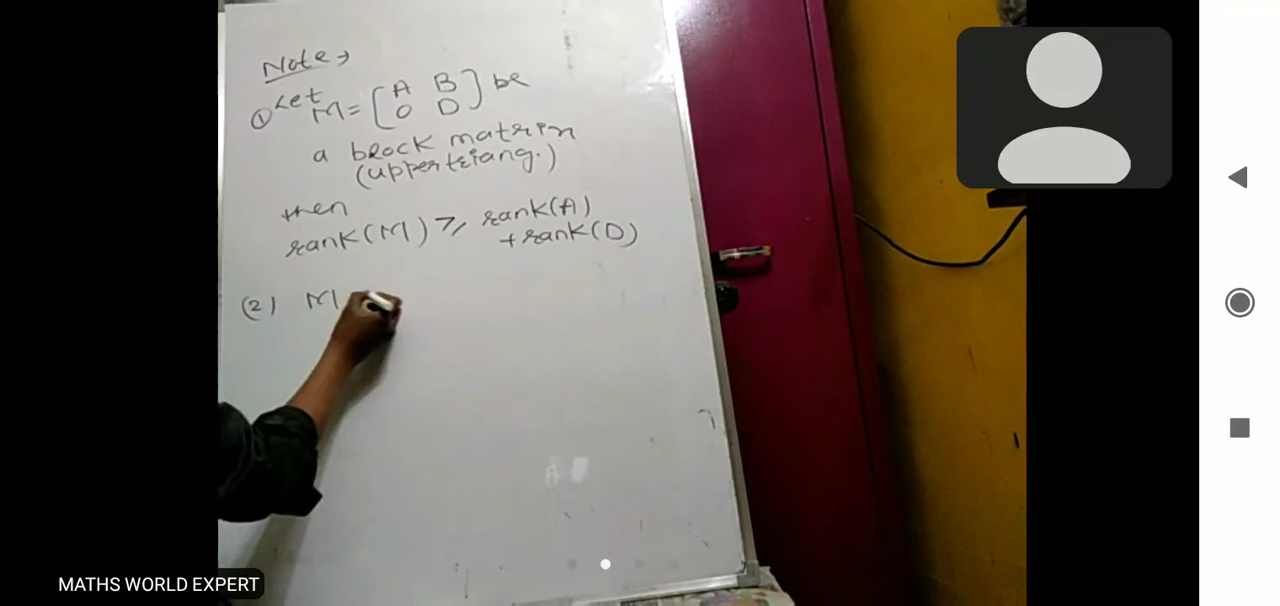 Note →
① Let M = [A B
0 D] be
a block matrix
(upper triang.)
then
rank(M) ≥ rank(A)
+ rank(D)
(2) M
MATHS WORLD EXPERT